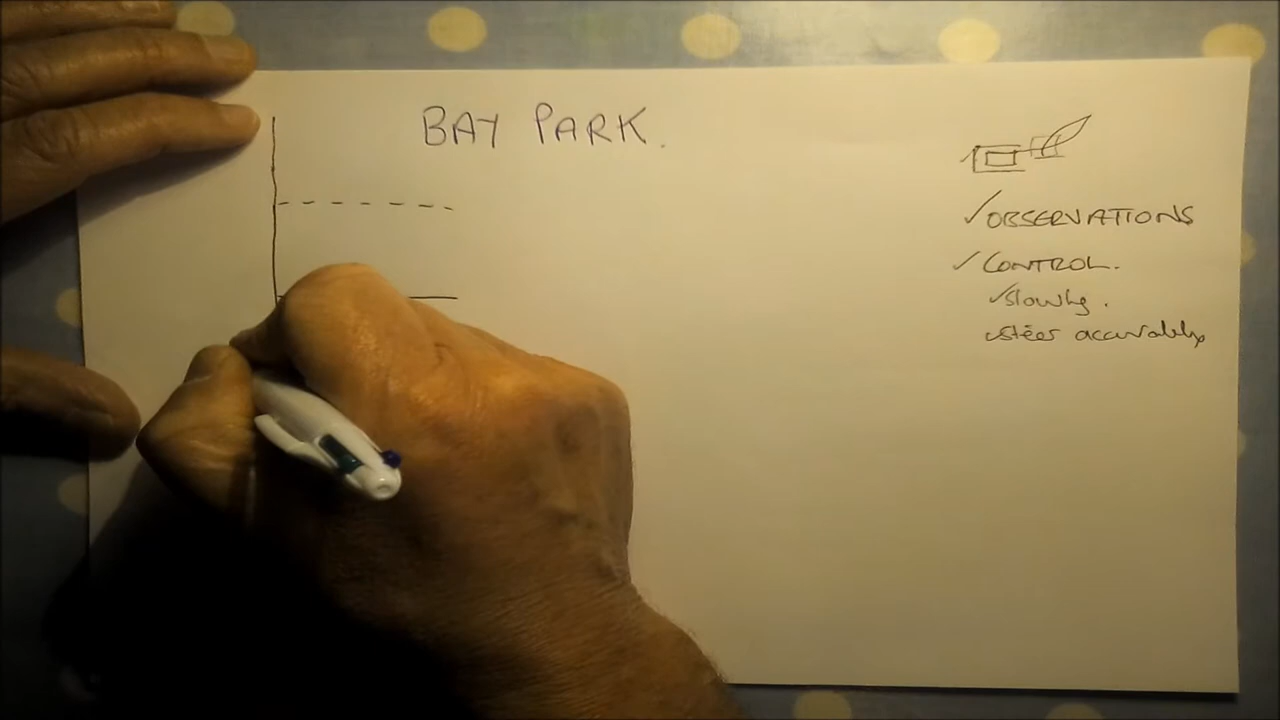 BAY PARK.
✓OBSERVATIONS
✓CONTROL.
✓slowly.
✓steer accurately